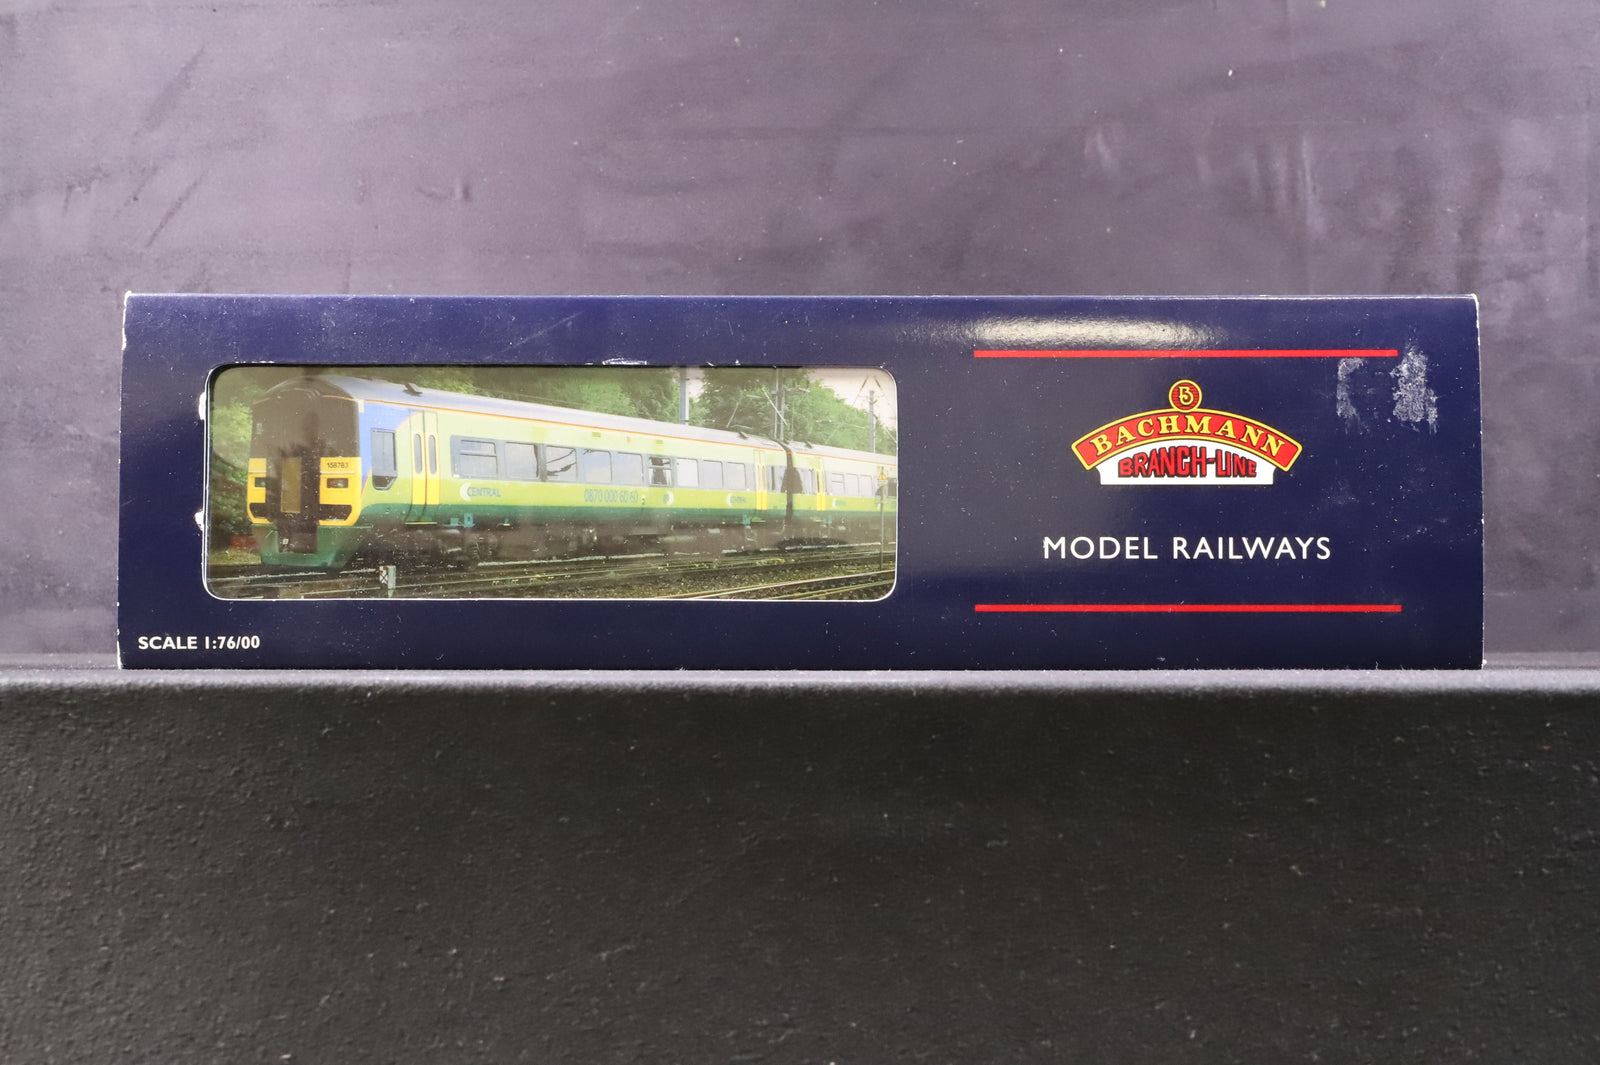 158783
CENTRAL
0870 000 60 60
CENTRAL
BACHMANN
BRANCH-LINE
MODEL RAILWAYS
SCALE 1:76/00